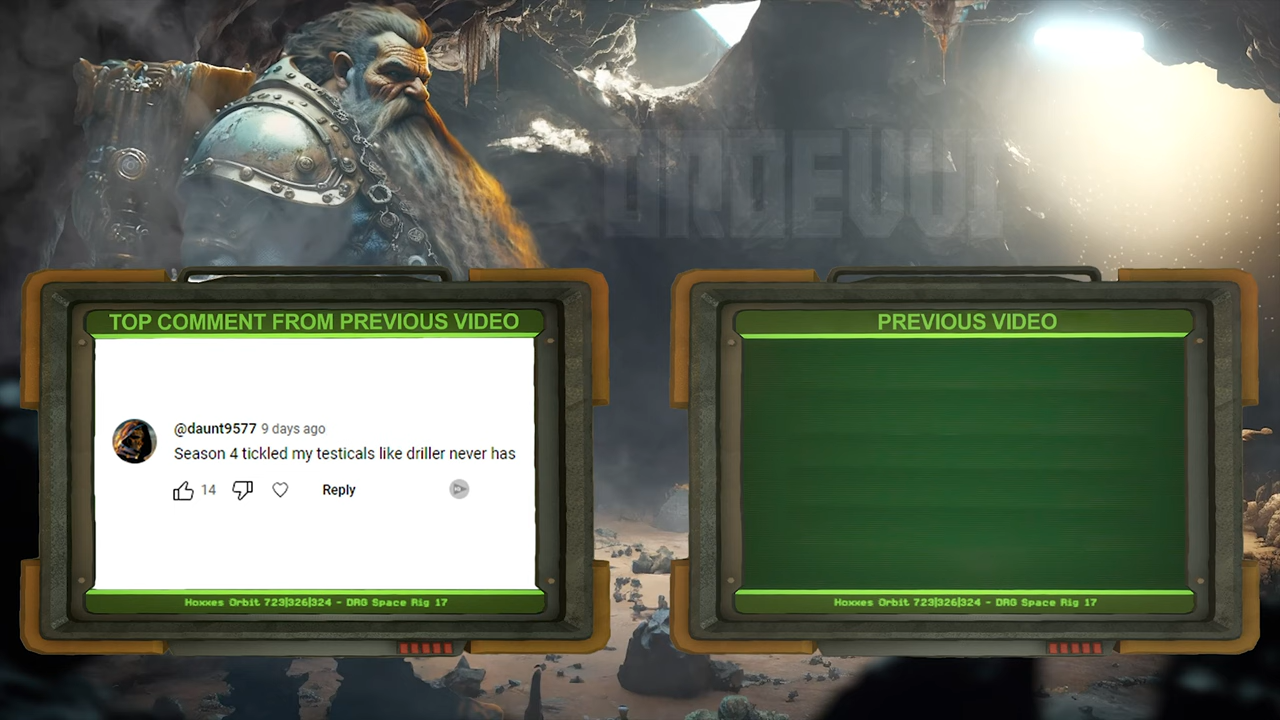 TOP COMMENT FROM PREVIOUS VIDEO
@daunt9577 9 days ago
Season 4 tickled my testicals like driller never has
14
Reply
Hoxxes Orbit 723|326|324 - DRG Space Rig 17
PREVIOUS VIDEO
Hoxxes Orbit 723|326|324 - DRG Space Rig 17